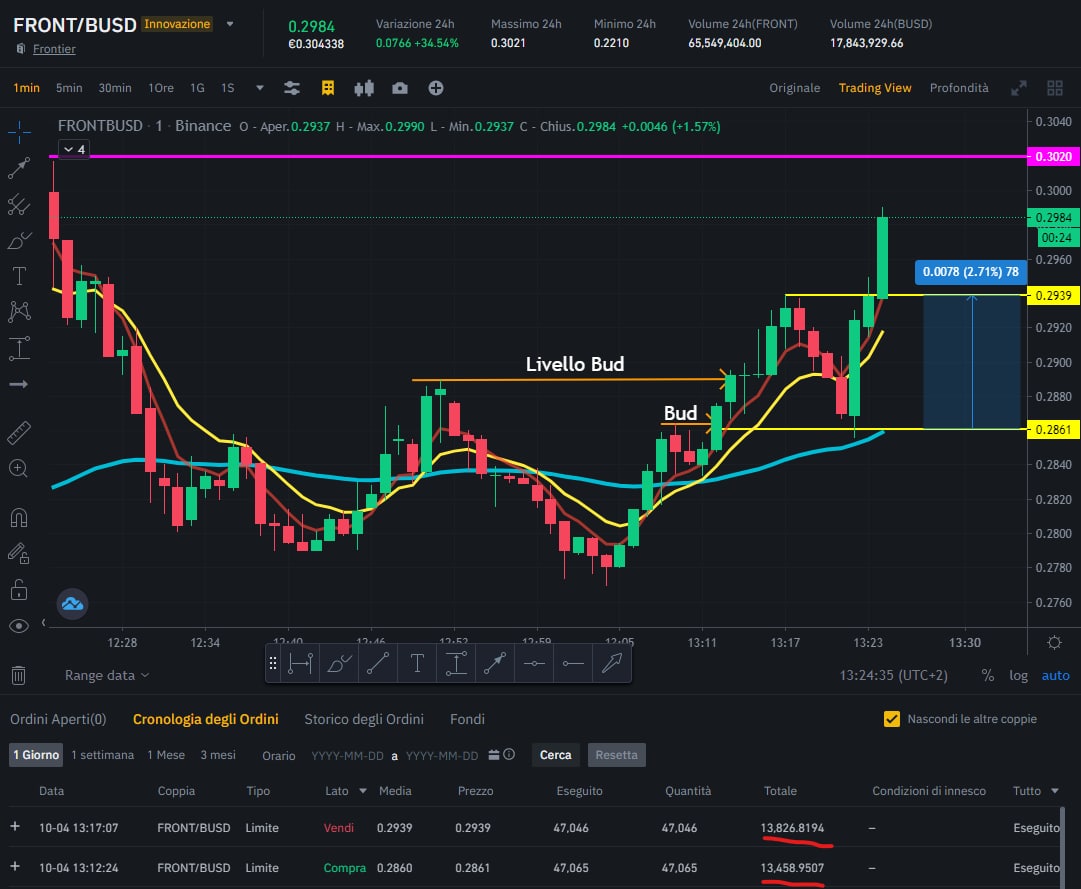 FRONT/BUSD Innovazione
Frontier
0.2984
€0.304338
Variazione 24h
0.0766 +34.54%
Massimo 24h
0.3021
Minimo 24h
0.2210
Volume 24h(FRONT)
65,549,404.00
Volume 24h(BUSD)
17,843,929.66
1min 5min 30min 1Ore 1G 1S
Originale Trading View Profondità
FRONTBUSD · 1 · Binance O - Aper.0.2937 H - Max.0.2990 L - Min.0.2937 C - Chius.0.2984 +0.0046 (+1.57%)
4
0.3040
0.3020
0.3000
0.2984
00:24
0.2960
0.0078 (2.71%) 78
0.2939
0.2920
Livello Bud
0.2900
0.2880
Bud
0.2861
0.2840
0.2820
0.2800
0.2780
0.2760
12:28 12:34 12:40 12:46 12:52 12:59 13:05 13:11 13:17 13:23 13:30
Range data 13:24:35 (UTC+2) % log auto
Ordini Aperti(0) Cronologia degli Ordini Storico degli Ordini Fondi Nascondi le altre coppie
1 Giorno 1 settimana 1 Mese 3 mesi Orario YYYY-MM-DD a YYYY-MM-DD Cerca Resetta
Data Coppia Tipo Lato Media Prezzo Eseguito Quantità Totale Condizioni di innesco Tutto
+ 10-04 13:17:07 FRONT/BUSD Limite Vendi 0.2939 0.2939 47,046 47,046 13,826.8194 – Eseguito
+ 10-04 13:12:24 FRONT/BUSD Limite Compra 0.2860 0.2861 47,065 47,065 13,458.9507 – Eseguito